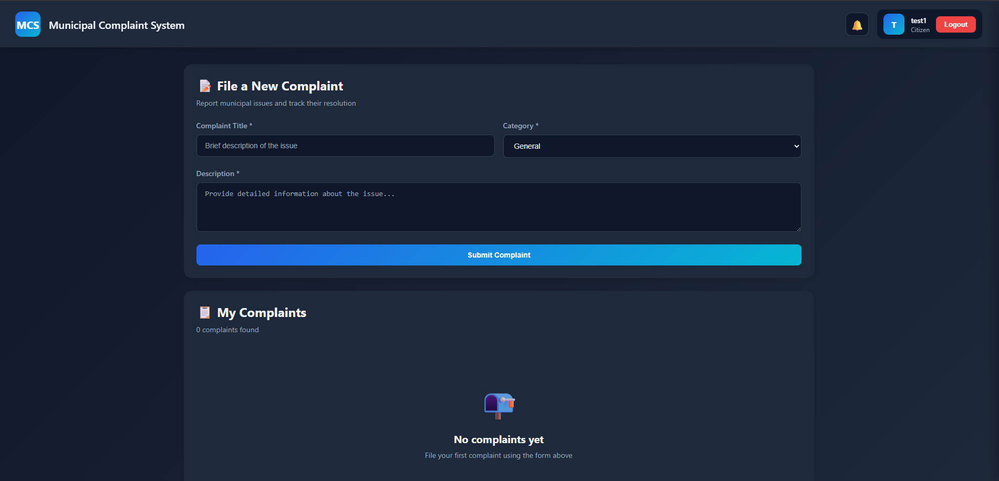 MCS
Municipal Complaint System
T
test1
Citizen
Logout
File a New Complaint
Report municipal issues and track their resolution
Complaint Title *
Category *
Brief description of the issue
General
Description *
Provide detailed information about the issue...
Submit Complaint
My Complaints
0 complaints found
No complaints yet
File your first complaint using the form above